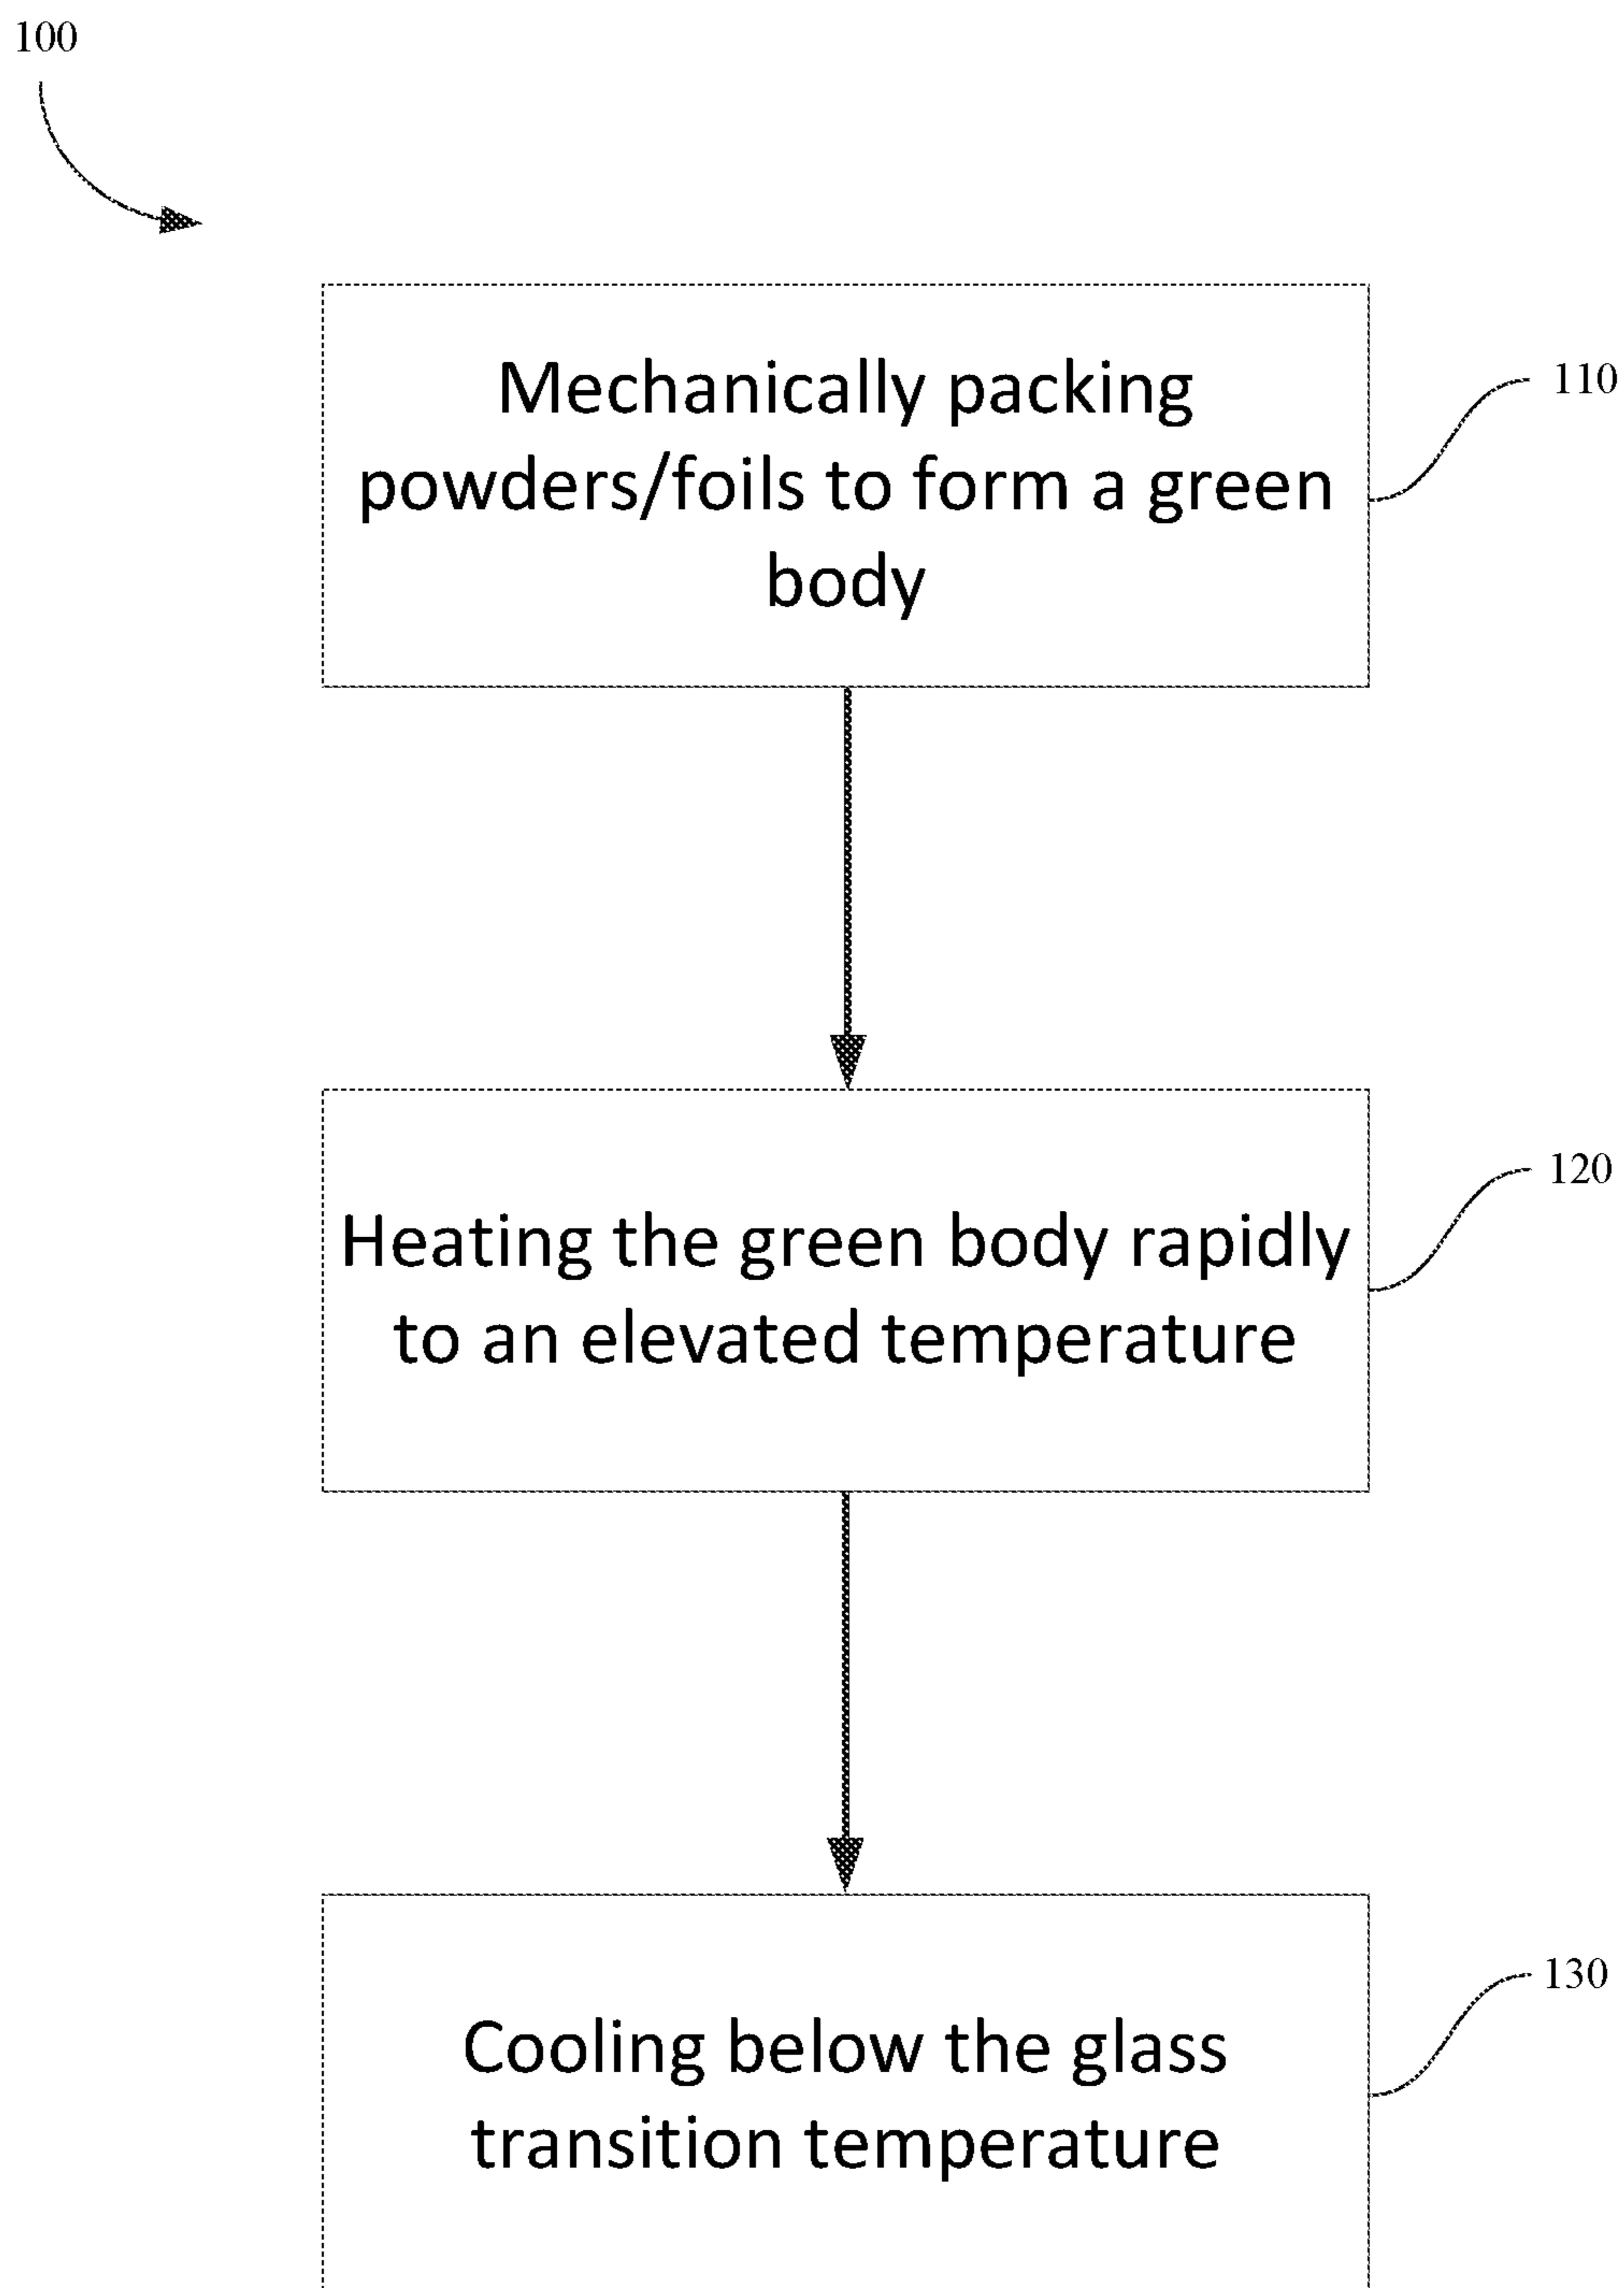 100
Mechanically packing
powders/foils to form a green
body
110
Heating the green body rapidly
to an elevated temperature
120
Cooling below the glass
transition temperature
130